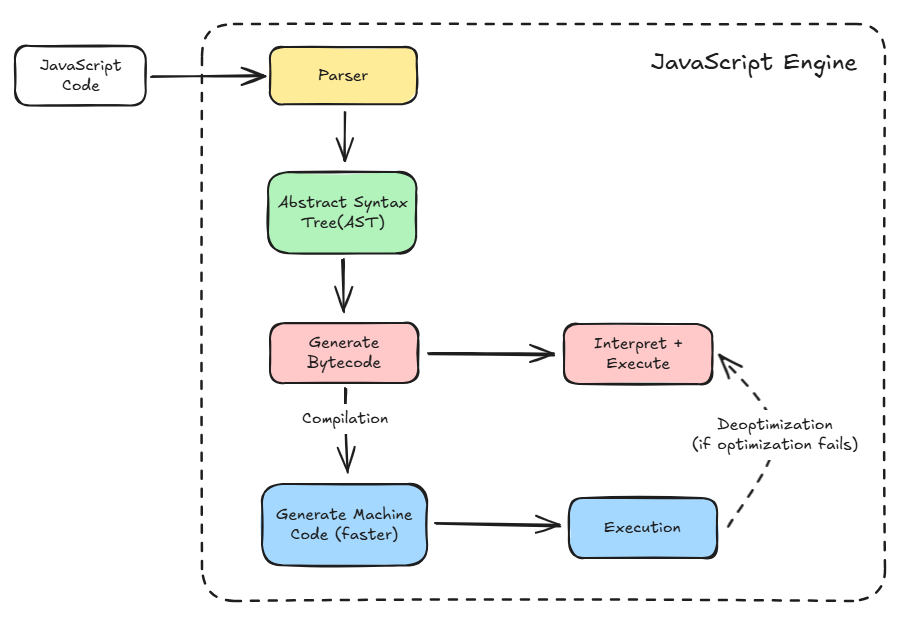 JavaScript Engine
JavaScript
Code
Parser
Abstract Syntax
Tree(AST)
Generate
Bytecode
Interpret +
Execute
Compilation
Deoptimization
(if optimization fails)
Generate Machine
Code (faster)
Execution